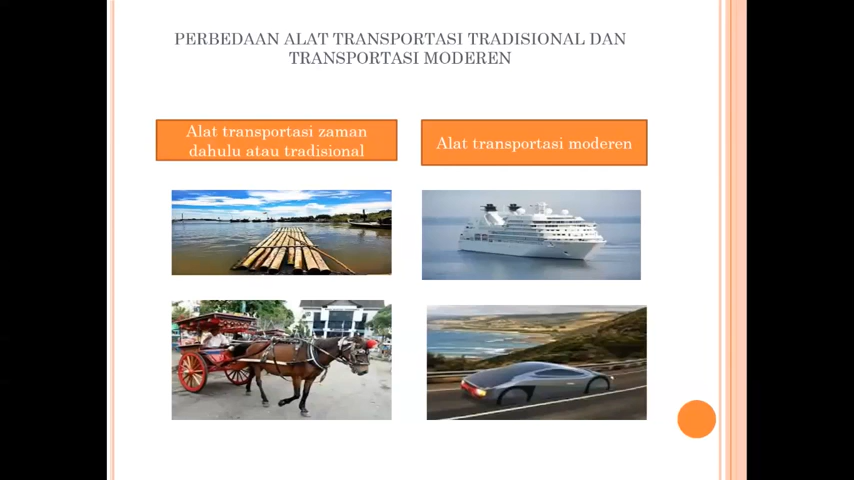 PERBEDAAN ALAT TRANSPORTASI TRADISIONAL DAN
TRANSPORTASI MODEREN
Alat transportasi zaman
dahulu atau tradisional
Alat transportasi moderen